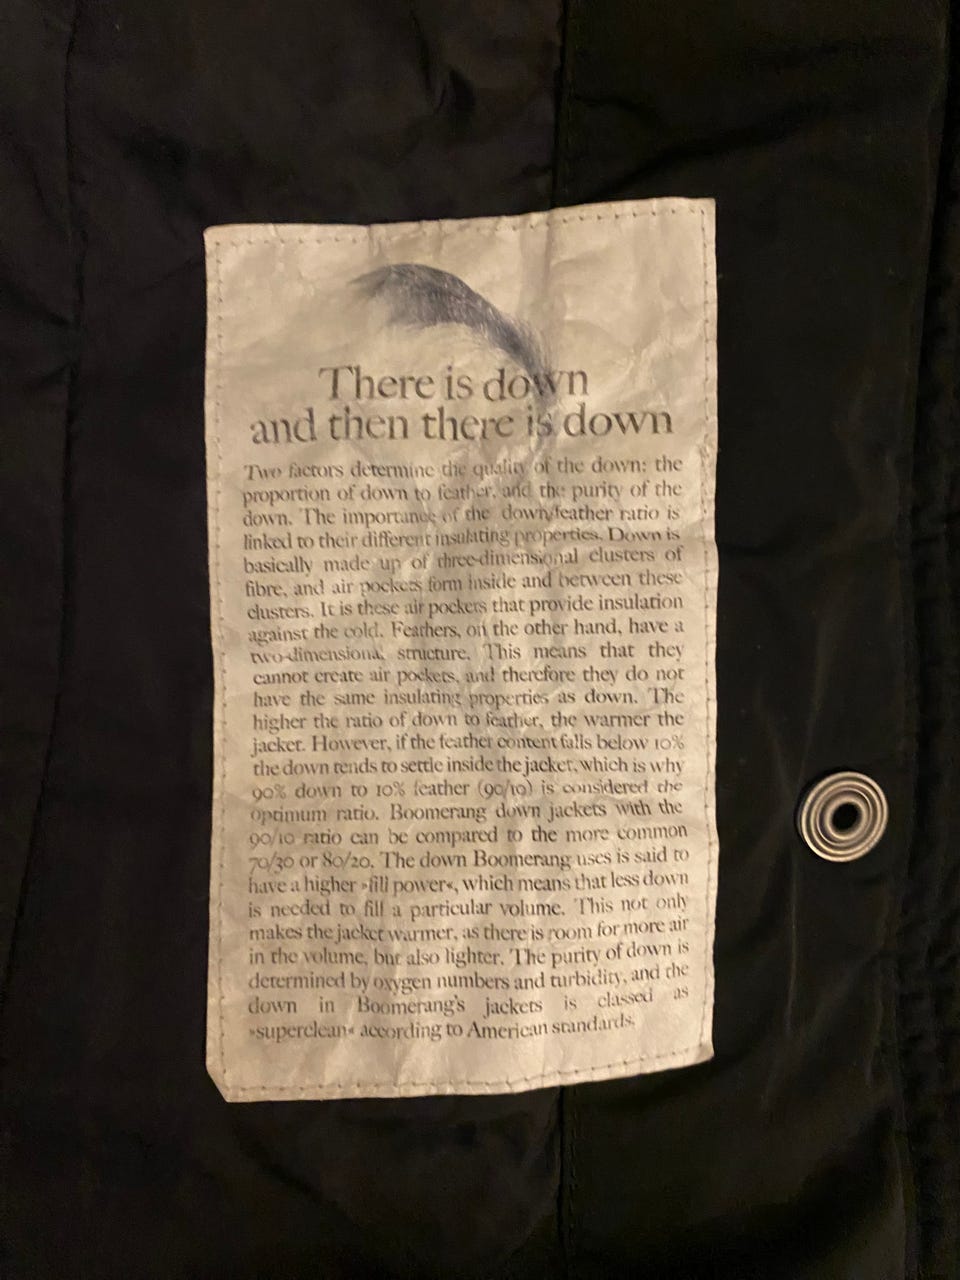 There is down
and then there is down
Two factors determine the quality of the down: the
proportion of down to feather, and the purity of the
down. The importance of the down/feather ratio is
linked to their different insulating properties. Down is
basically made up of three-dimensional clusters of
fibre, and air pockets form inside and between these
clusters. It is these air pockets that provide insulation
against the cold. Feathers, on the other hand, have a
two-dimensional structure. This means that they
cannot create air pockets, and therefore they do not
have the same insulating properties as down. The
higher the ratio of down to feather, the warmer the
jacket. However, if the feather content falls below 10%
the down tends to settle inside the jacket, which is why
90% down to 10% feather (90/10) is considered the
optimum ratio. Boomerang down jackets with the
90/10 ratio can be compared to the more common
70/30 or 80/20. The down Boomerang uses is said to
have a higher »fill power«, which means that less down
is needed to fill a particular volume. This not only
makes the jacket warmer, as there is room for more air
in the volume, but also lighter. The purity of down is
determined by oxygen numbers and turbidity, and the
down in Boomerang's jackets is classed as
»superclean« according to American standards.